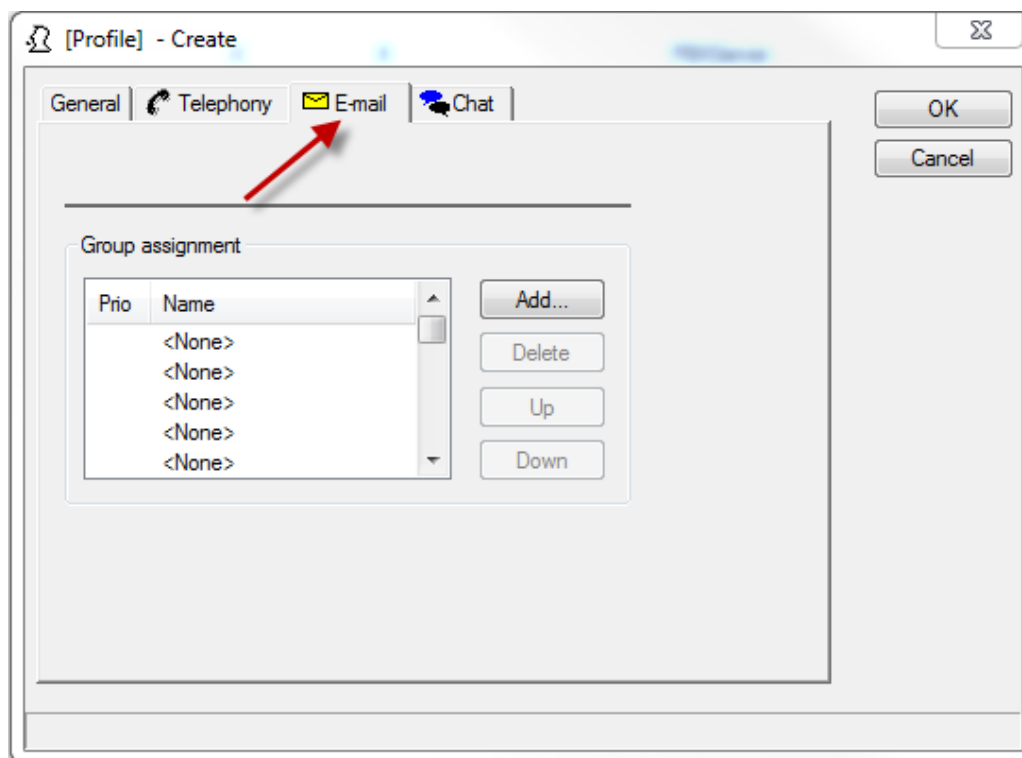 [Profile] - Create
General Telephony E-mail Chat
OK
Cancel
Group assignment
Prio Name
<None>
<None>
<None>
<None>
<None>
Add...
Delete
Up
Down